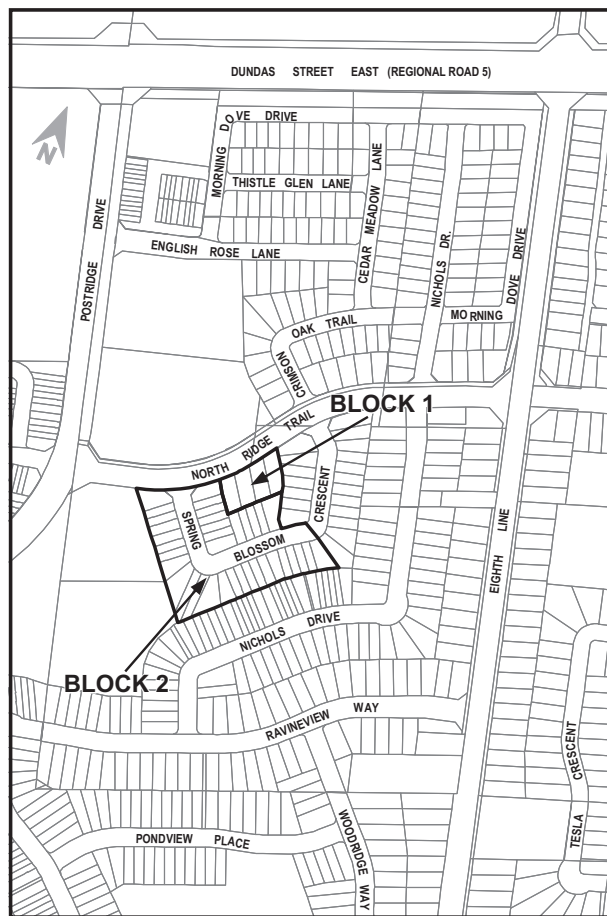 DUNDAS STREET EAST (REGIONAL ROAD 5)
N
MORNING DOVE DRIVE
THISTLE GLEN LANE
CEDAR MEADOW LANE
POSTRIDGE DRIVE
ENGLISH ROSE LANE
NICHOLS DR.
MORNING DOVE DRIVE
CRIMSON OAK TRAIL
BLOCK 1
NORTH RIDGE TRAIL
SPRING BLOSSOM CRESCENT
EIGHTH LINE
NICHOLS DRIVE
BLOCK 2
RAVINEVIEW WAY
TESLA CRESCENT
PONDVIEW PLACE
WOODRIDGE WAY